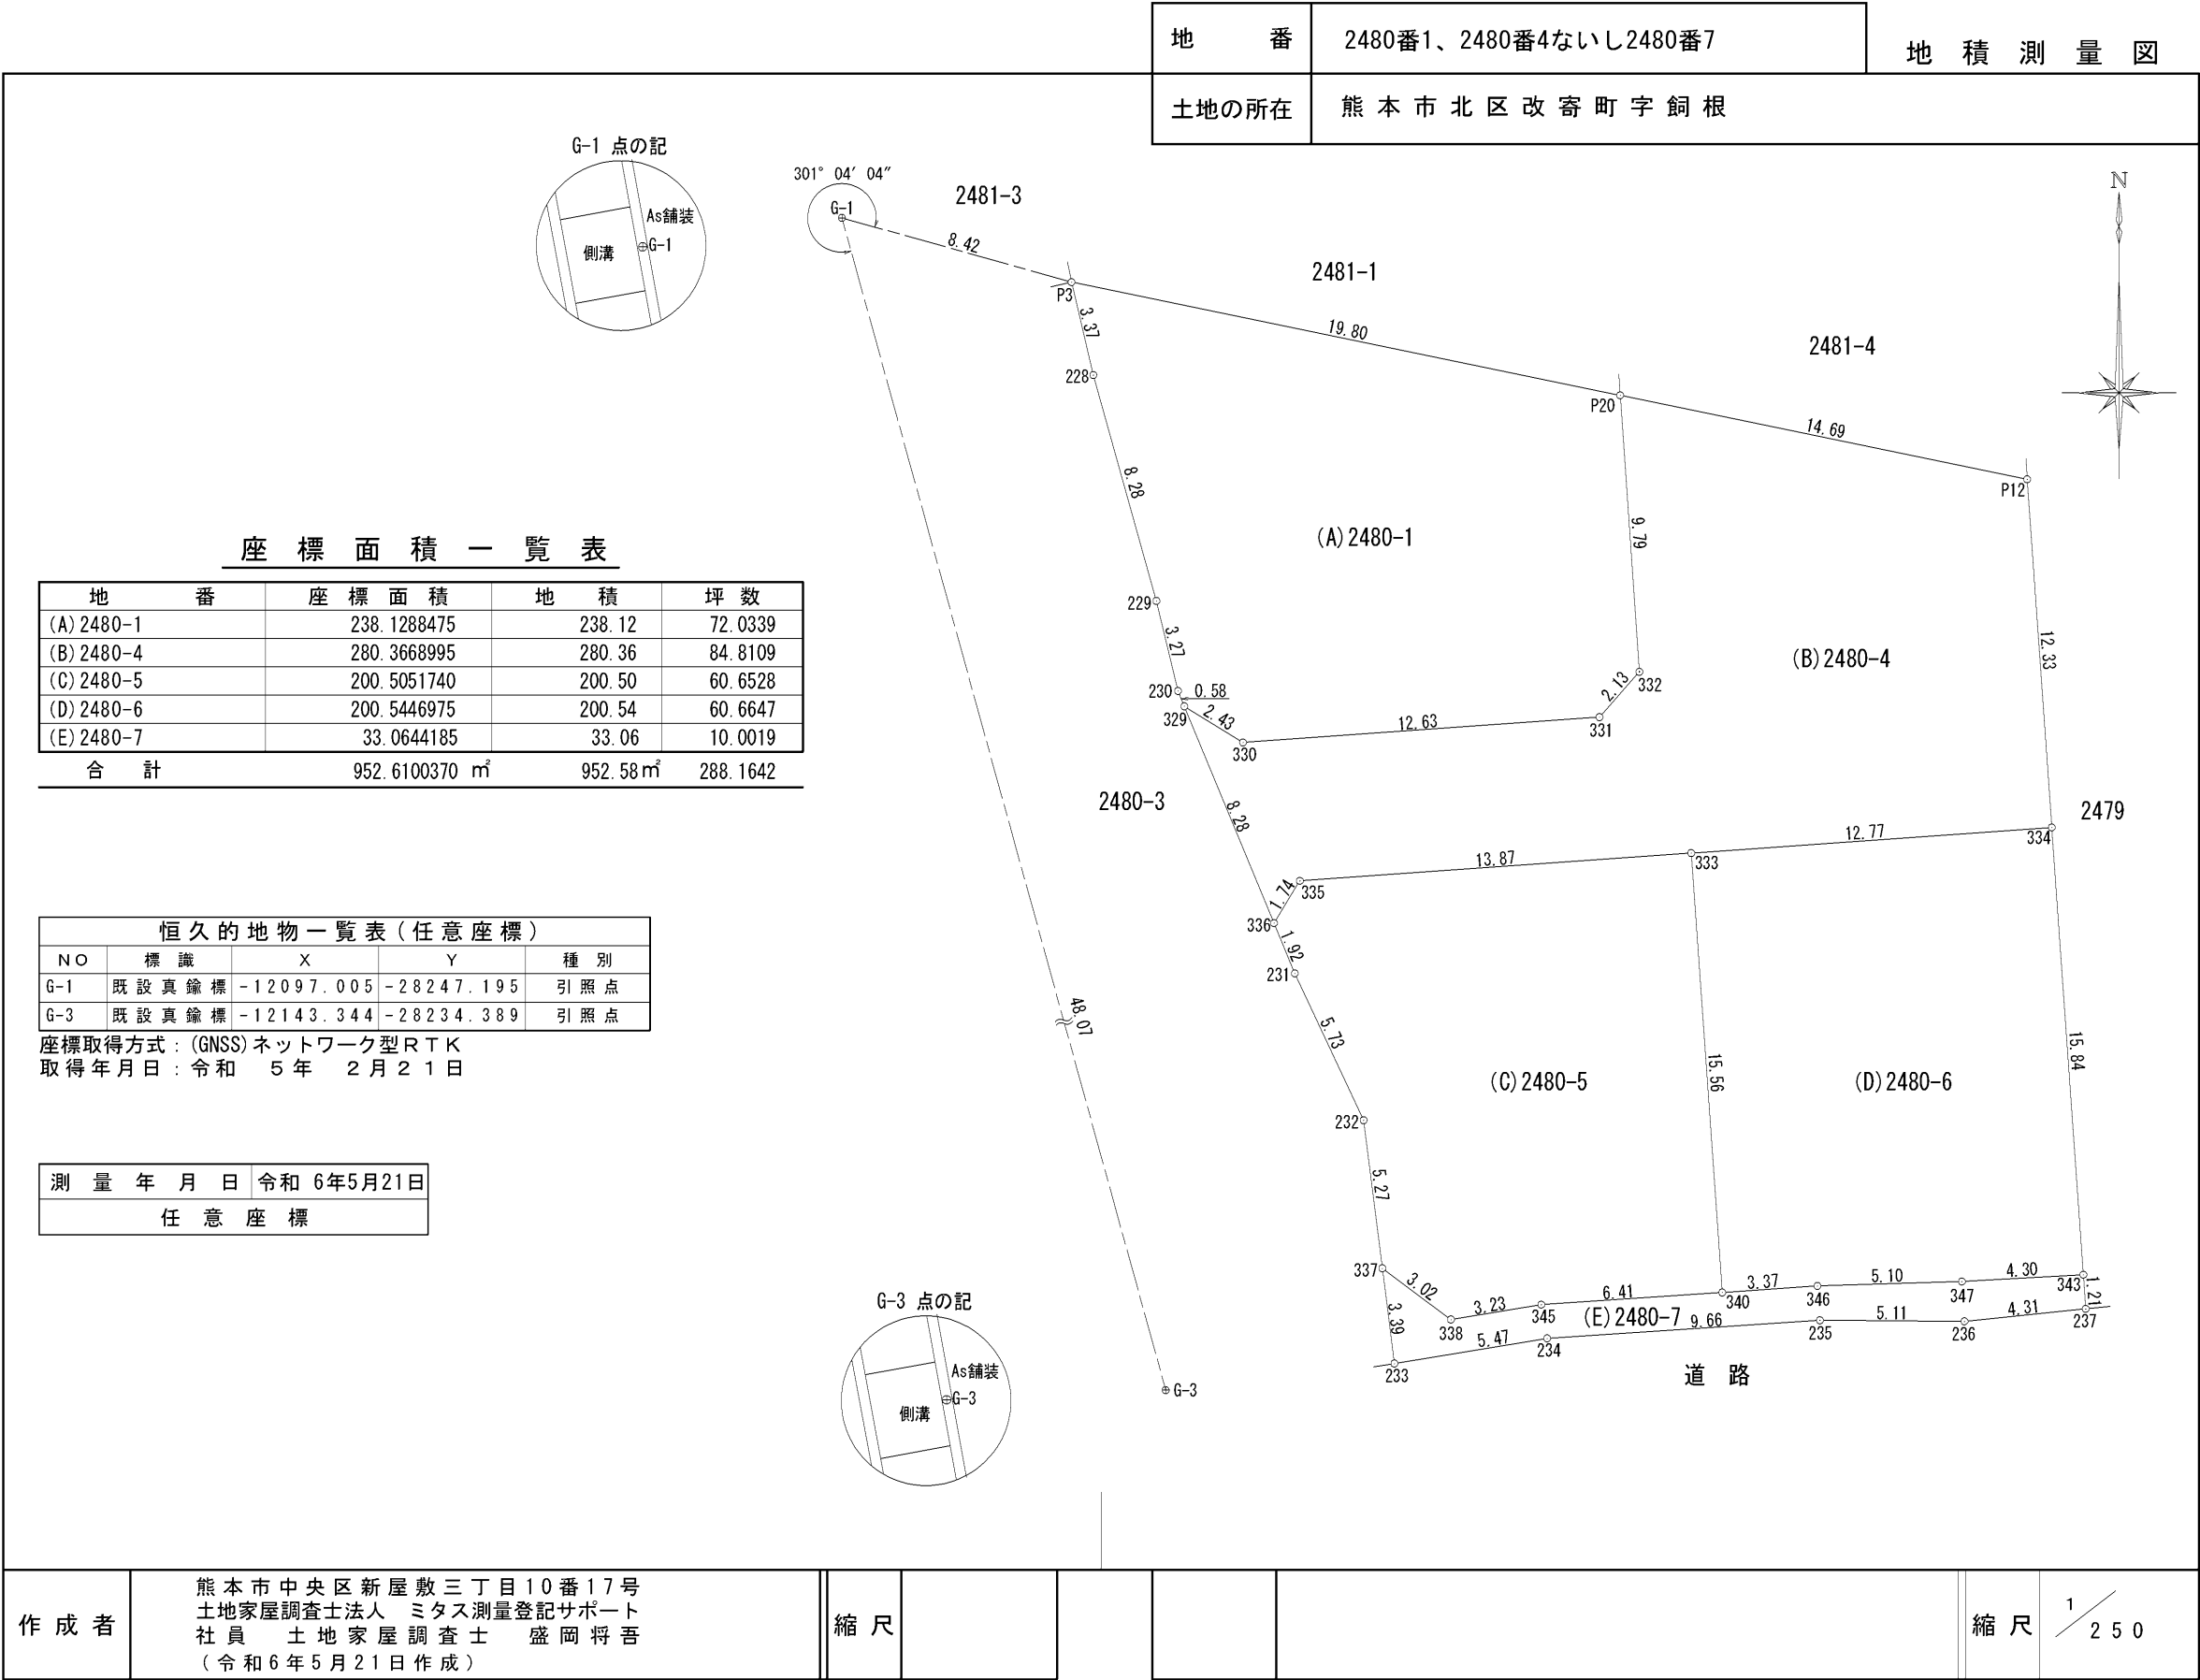 地 番 2480番1、2480番4ないし2480番7
地 積 測 量 図
土地の所在 熊本市北区改寄町字飼根
G-1 点の記
As舗装
側溝
G-1
301° 04′ 04″
G-1
8.42
2481-3
2481-1
2481-4
N
P3
3.37
19.80
228
P20
14.69
P12
8.28
9.79
(A)2480-1
229
3.27
12.33
(B)2480-4
230
0.58
329
2.43
330
12.63
331
2.13
332
2480-3
8.28
2479
334
12.77
333
13.87
335
1.74
336
1.92
231
48.07
5.73
15.56
15.84
(C)2480-5
(D)2480-6
232
5.27
337
3.02
338
3.23
345
6.41
340
3.37
346
5.10
347
4.30
343
1.21
3.39
(E)2480-7
233
5.47
234
9.66
235
5.11
236
4.31
237
道 路
G-3
G-3 点の記
As舗装
側溝
G-3
座 標 面 積 一 覧 表
地 番 座 標 面 積 地 積 坪 数
(A)2480-1 238.1288475 238.12 72.0339
(B)2480-4 280.3668995 280.36 84.8109
(C)2480-5 200.5051740 200.50 60.6528
(D)2480-6 200.5446975 200.54 60.6647
(E)2480-7 33.0644185 33.06 10.0019
合 計 952.6100370 ㎡ 952.58㎡ 288.1642
恒久的地物一覧表(任意座標)
NO 標 識 X Y 種 別
G-1 既設真鍮標 -12097.005 -28247.195 引照点
G-3 既設真鍮標 -12143.344 -28234.389 引照点
座標取得方式:(GNSS)ネットワーク型RTK
取得年月日:令和 5年 2月21日
測 量 年 月 日 令和 6年5月21日
任 意 座 標
作成者
熊本市中央区新屋敷三丁目10番17号
土地家屋調査士法人 ミタス測量登記サポート
社員 土地家屋調査士 盛岡将吾
(令和6年5月21日作成)
縮尺
縮尺 1/250